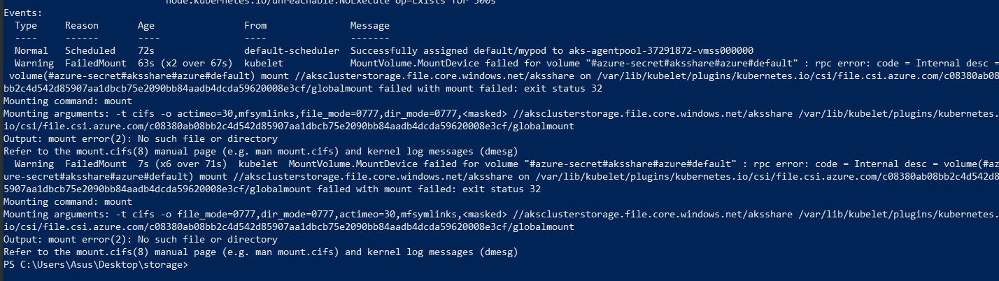 node.kubernetes.io/unreachable:NoExecute op=Exists for 300s
Events:
Type     Reason       Age                From               Message
----     ------       ----               ----               -------
Normal   Scheduled    72s                default-scheduler  Successfully assigned default/mypod to aks-agentpool-37291872-vmss000000
Warning  FailedMount  63s (x2 over 67s)  kubelet            MountVolume.MountDevice failed for volume "#azure-secret#aksshare#azure#default" : rpc error: code = Internal desc =
volume(#azure-secret#aksshare#azure#default) mount //aksclusterstorage.file.core.windows.net/aksshare on /var/lib/kubelet/plugins/kubernetes.io/csi/file.csi.azure.com/c08380ab08
bb2c4d542d85907aa1dbcb75e2090bb84aadb4dcda59620008e3cf/globalmount failed with mount failed: exit status 32
Mounting command: mount
Mounting arguments: -t cifs -o actimeo=30,mfsymlinks,file_mode=0777,dir_mode=0777,<masked> //aksclusterstorage.file.core.windows.net/aksshare /var/lib/kubelet/plugins/kubernetes.
io/csi/file.csi.azure.com/c08380ab08bb2c4d542d85907aa1dbcb75e2090bb84aadb4dcda59620008e3cf/globalmount
Output: mount error(2): No such file or directory
Refer to the mount.cifs(8) manual page (e.g. man mount.cifs) and kernel log messages (dmesg)
Warning  FailedMount  7s (x6 over 71s)  kubelet  MountVolume.MountDevice failed for volume "#azure-secret#aksshare#azure#default" : rpc error: code = Internal desc = volume(#az
ure-secret#aksshare#azure#default) mount //aksclusterstorage.file.core.windows.net/aksshare on /var/lib/kubelet/plugins/kubernetes.io/csi/file.csi.azure.com/c08380ab08bb2c4d542d8
5907aa1dbcb75e2090bb84aadb4dcda59620008e3cf/globalmount failed with mount failed: exit status 32
Mounting command: mount
Mounting arguments: -t cifs -o file_mode=0777,dir_mode=0777,actimeo=30,mfsymlinks,<masked> //aksclusterstorage.file.core.windows.net/aksshare /var/lib/kubelet/plugins/kubernetes.
io/csi/file.csi.azure.com/c08380ab08bb2c4d542d85907aa1dbcb75e2090bb84aadb4dcda59620008e3cf/globalmount
Output: mount error(2): No such file or directory
Refer to the mount.cifs(8) manual page (e.g. man mount.cifs) and kernel log messages (dmesg)
PS C:\Users\Asus\Desktop\storage>